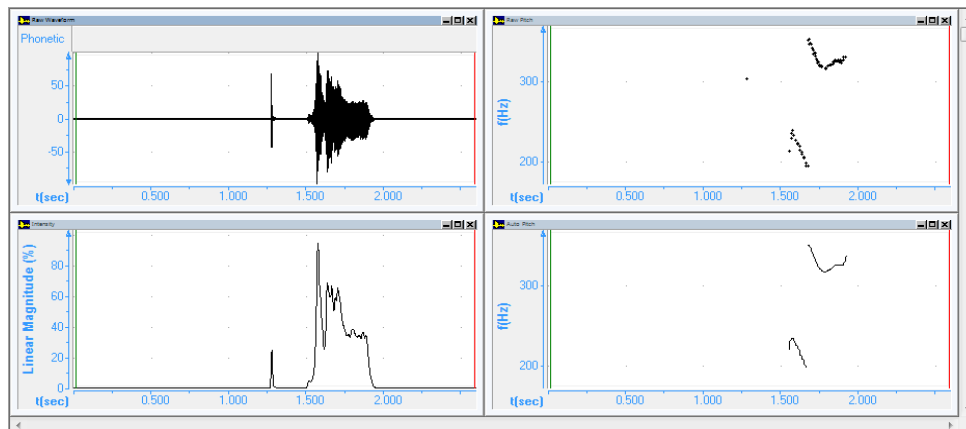 Raw Waveform
Phonetic
50
0
-50
t(sec) 0.500 1.000 1.500 2.000
Raw Pitch
f(Hz)
300
200
t(sec) 0.500 1.000 1.500 2.000
Intensity
Linear Magnitude (%)
80
60
40
20
0
t(sec) 0.500 1.000 1.500 2.000
Auto Pitch
f(Hz)
300
200
t(sec) 0.500 1.000 1.500 2.000